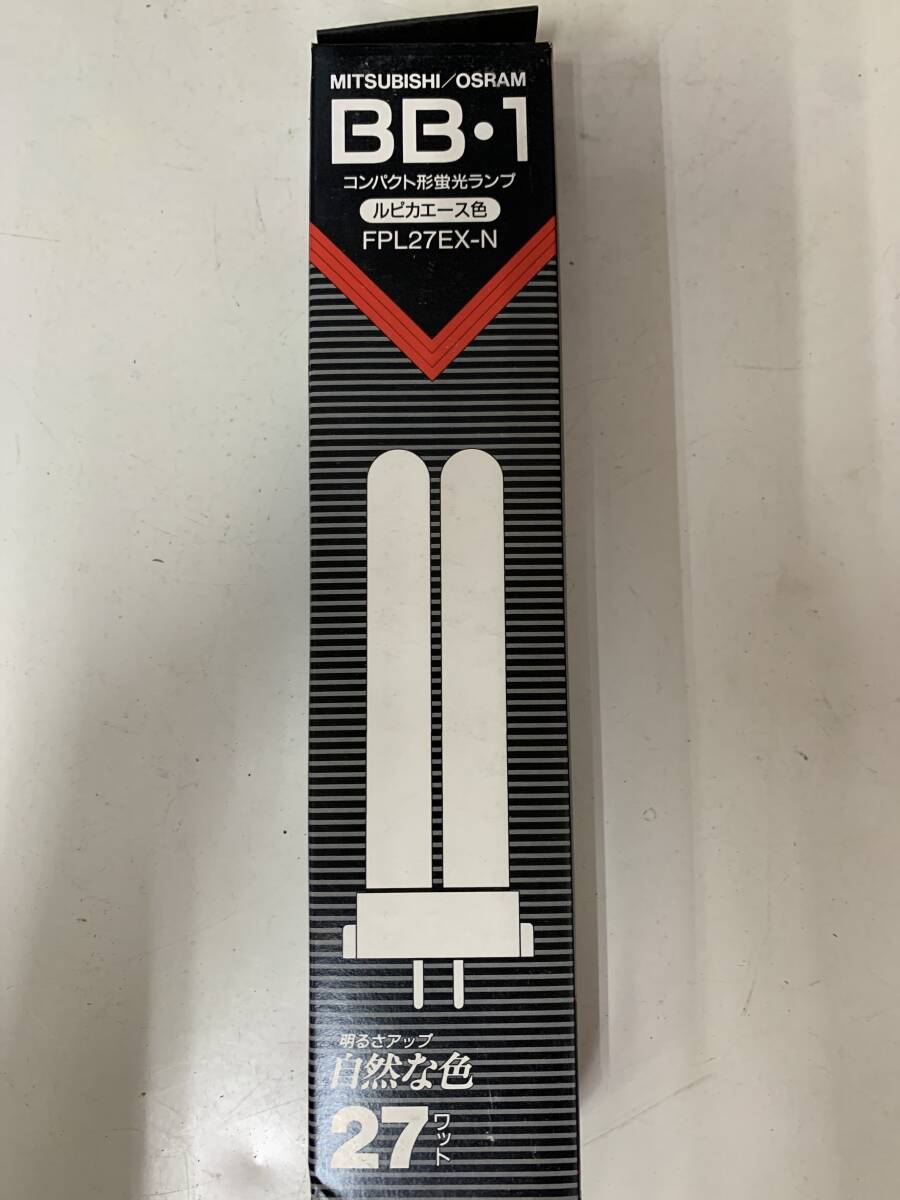 MITSUBISHI/OSRAM
BB•1
コンパクト形蛍光ランプ
ルピカエース色
FPL27EX-N
明るさアップ
自然な色
27ワット